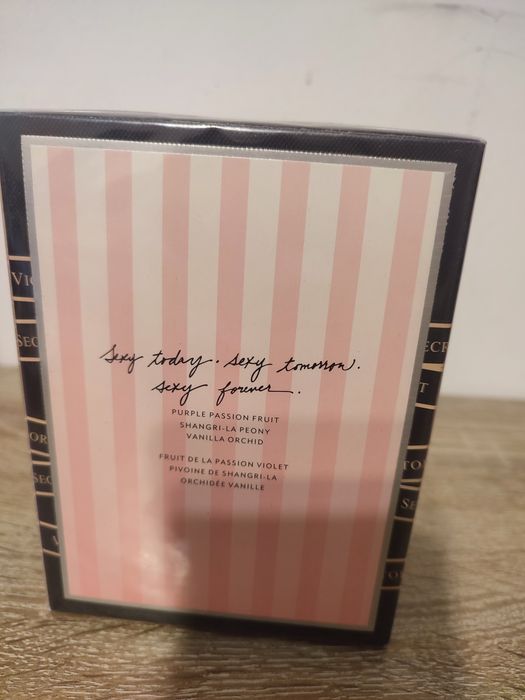 Sexy today. Sexy tomorrow.
Sexy forever.
PURPLE PASSION FRUIT
SHANGRI-LA PEONY
VANILLA ORCHID
FRUIT DE LA PASSION VIOLET
PIVOINE DE SHANGRI-LA
ORCHIDÉE VANILLE